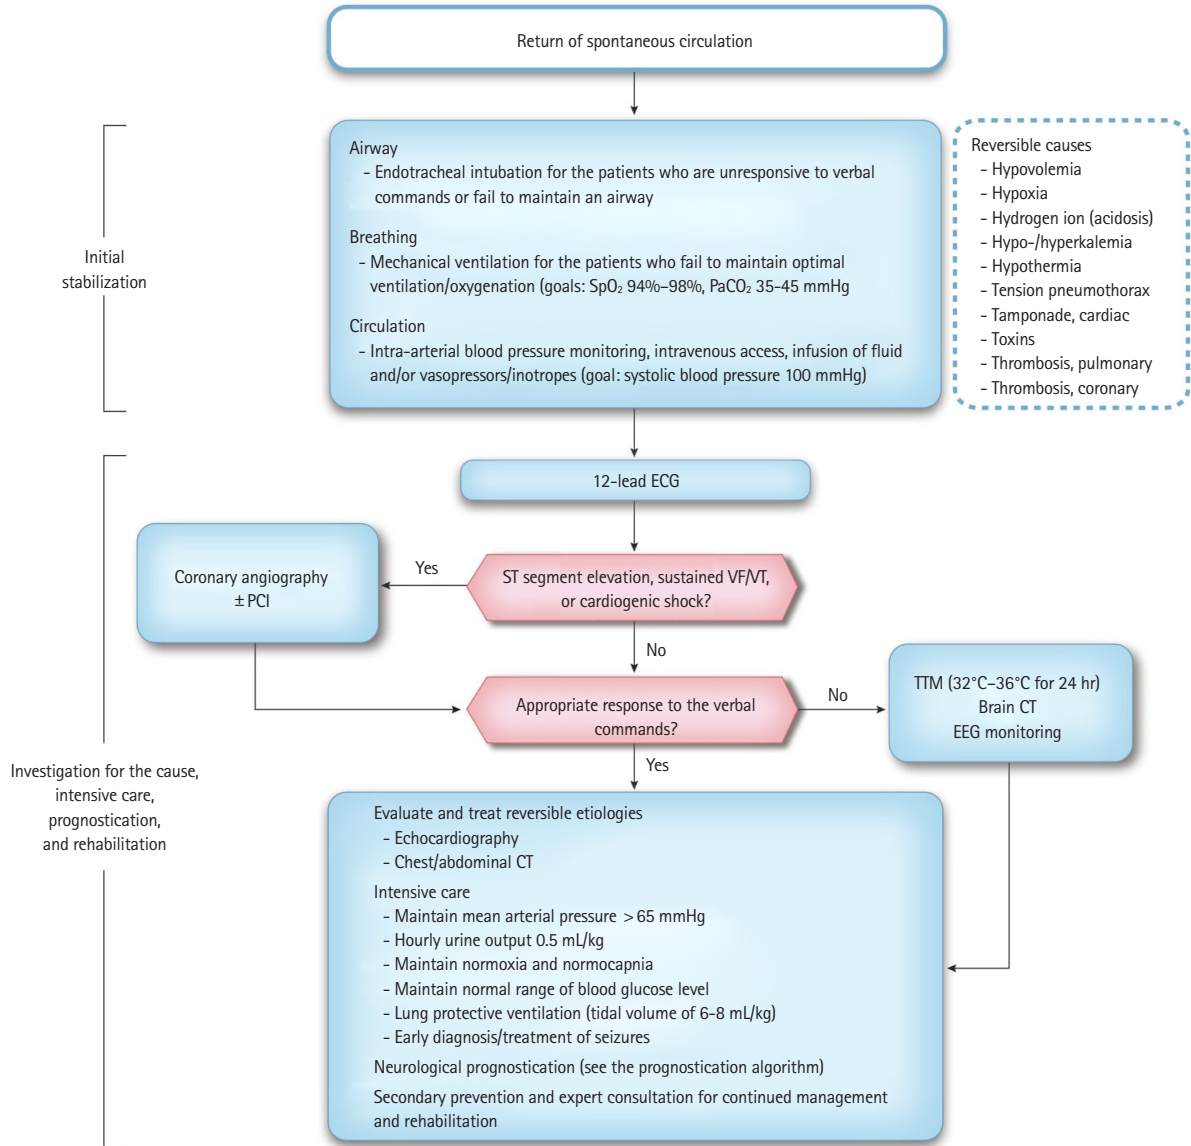 Return of spontaneous circulation
Initial
stabilization
Airway
- Endotracheal intubation for the patients who are unresponsive to verbal
commands or fail to maintain an airway
Breathing
- Mechanical ventilation for the patients who fail to maintain optimal
ventilation/oxygenation (goals: SpO₂ 94%–98%, PaCO₂ 35-45 mmHg
Circulation
- Intra-arterial blood pressure monitoring, intravenous access, infusion of fluid
and/or vasopressors/inotropes (goal: systolic blood pressure 100 mmHg)
Reversible causes
- Hypovolemia
- Hypoxia
- Hydrogen ion (acidosis)
- Hypo-/hyperkalemia
- Hypothermia
- Tension pneumothorax
- Tamponade, cardiac
- Toxins
- Thrombosis, pulmonary
- Thrombosis, coronary
12-lead ECG
ST segment elevation, sustained VF/VT,
or cardiogenic shock?
Yes
Coronary angiography
± PCI
No
Appropriate response to the verbal
commands?
No
TTM (32°C–36°C for 24 hr)
Brain CT
EEG monitoring
Yes
Investigation for the cause,
intensive care,
prognostication,
and rehabilitation
Evaluate and treat reversible etiologies
- Echocardiography
- Chest/abdominal CT
Intensive care
- Maintain mean arterial pressure > 65 mmHg
- Hourly urine output 0.5 mL/kg
- Maintain normoxia and normocapnia
- Maintain normal range of blood glucose level
- Lung protective ventilation (tidal volume of 6-8 mL/kg)
- Early diagnosis/treatment of seizures
Neurological prognostication (see the prognostication algorithm)
Secondary prevention and expert consultation for continued management
and rehabilitation